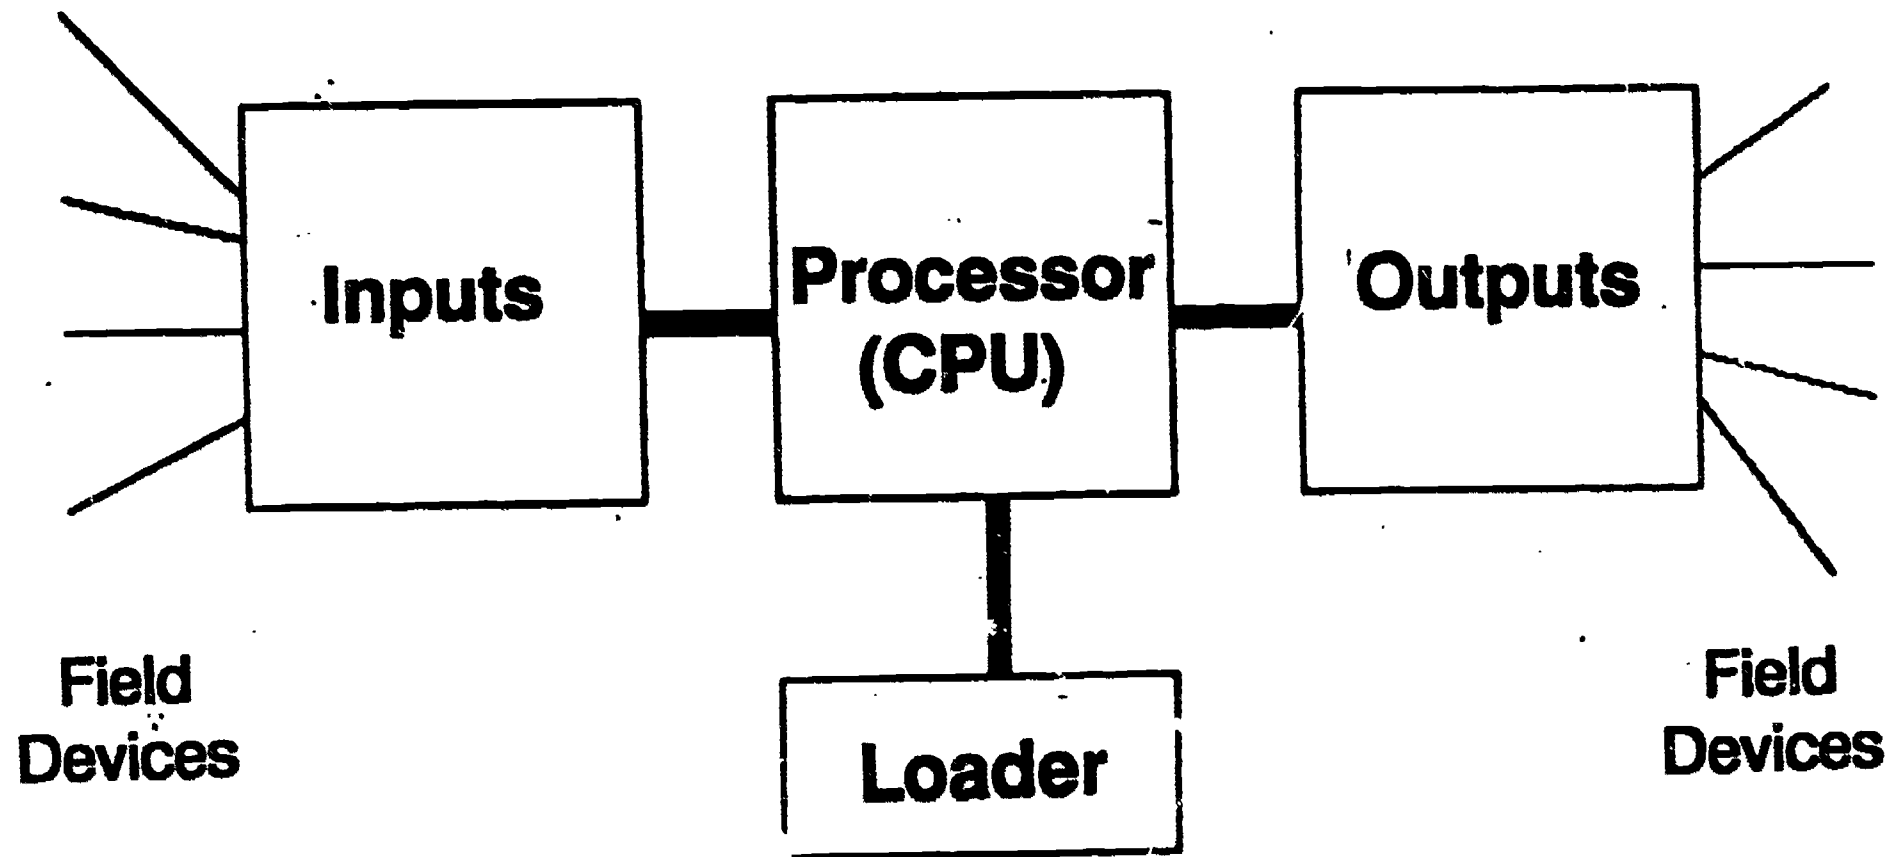 Inputs
Processor
(CPU)
Outputs
Field
Devices
Loader
Field
Devices